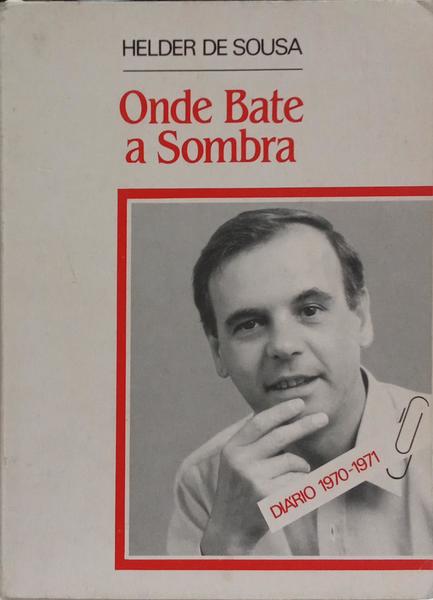 HELDER DE SOUSA
Onde Bate
a Sombra
DIÁRIO 1970-1971